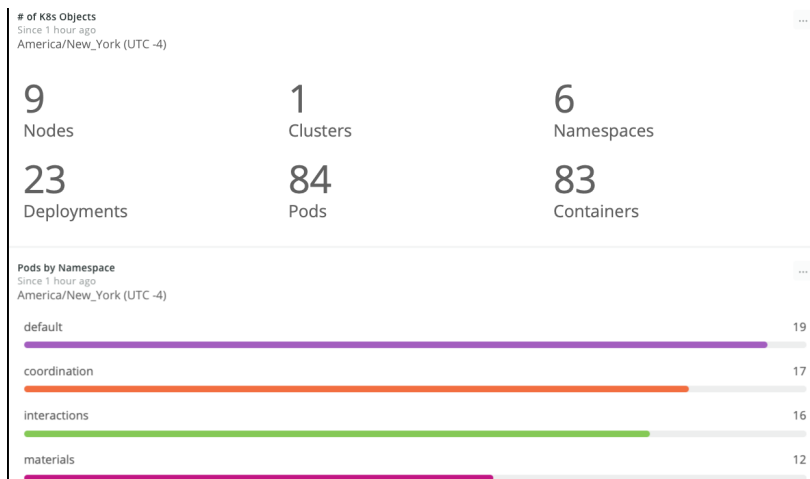 # of K8s Objects
Since 1 hour ago
America/New_York (UTC -4)
9 1 6
Nodes Clusters Namespaces
23 84 83
Deployments Pods Containers
Pods by Namespace
Since 1 hour ago
America/New_York (UTC -4)
default 19
coordination 17
interactions 16
materials 12